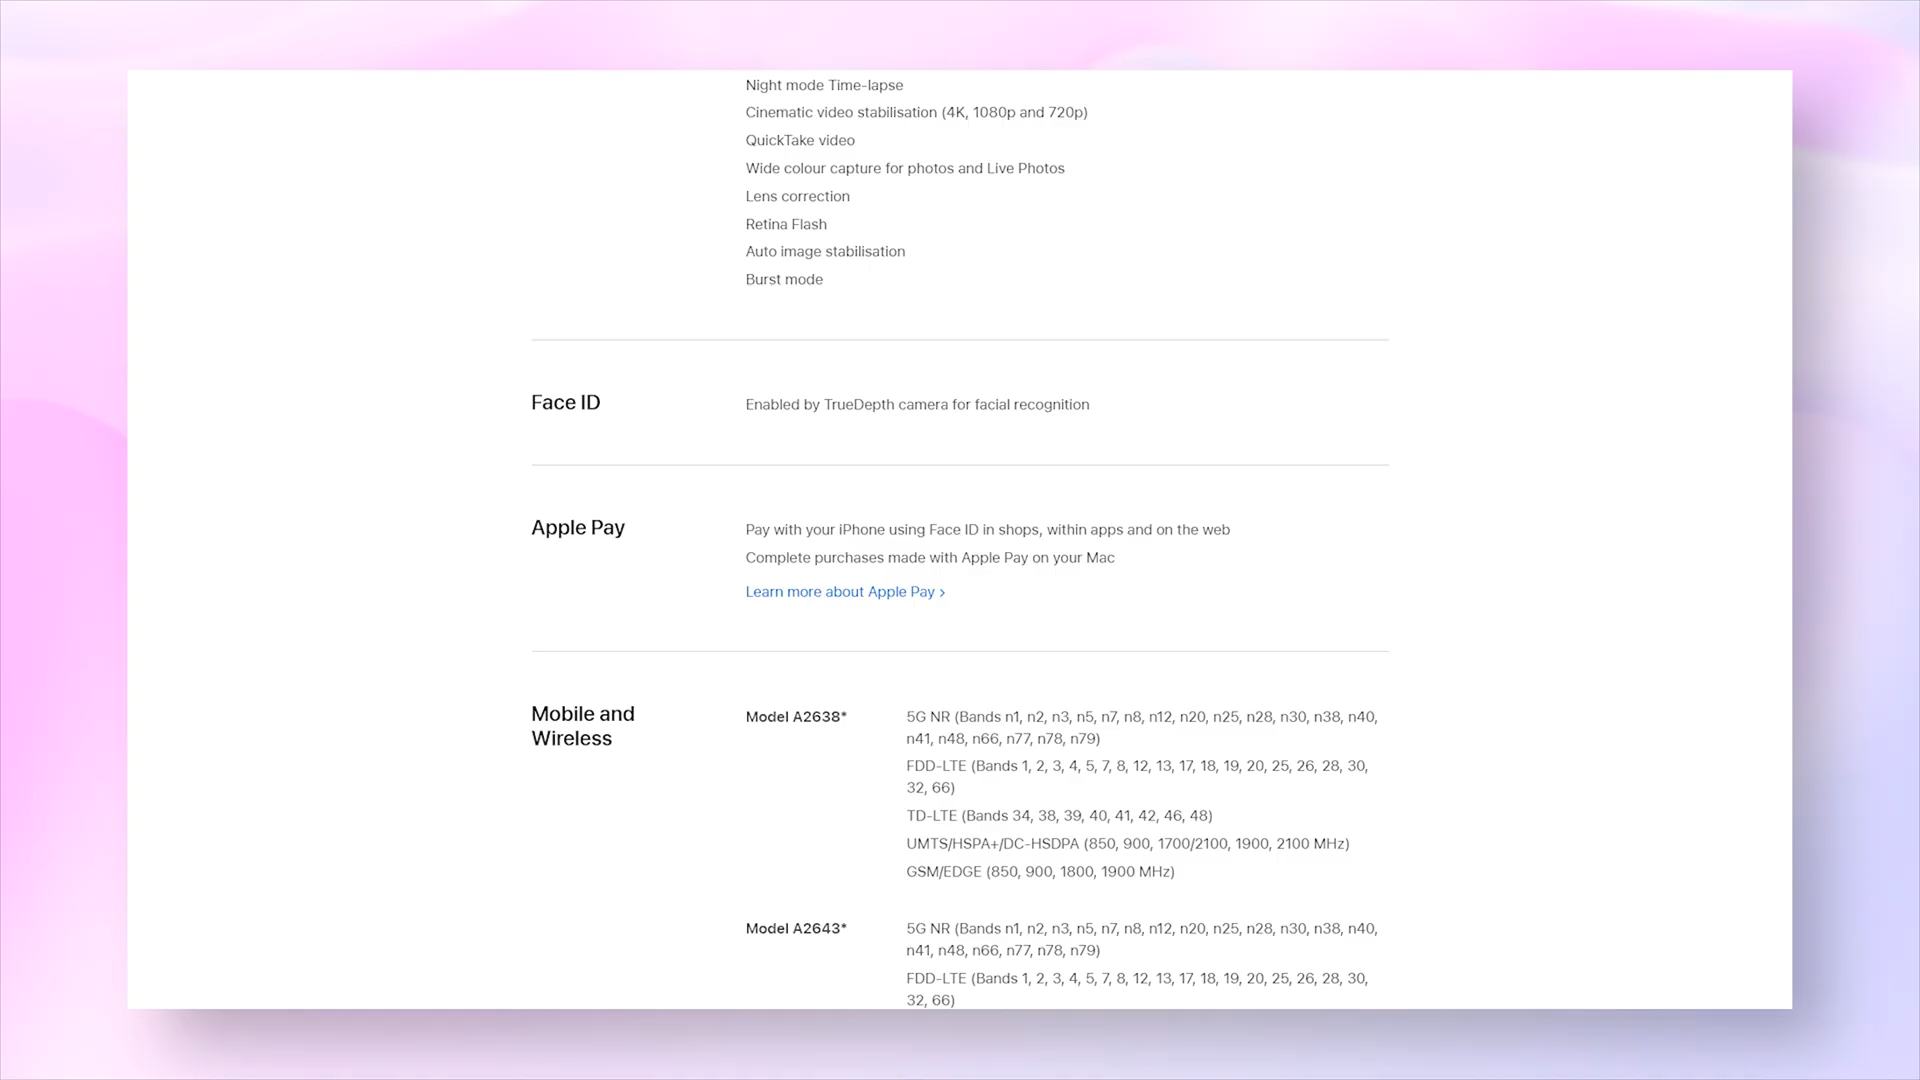 Night mode Time-lapse
Cinematic video stabilisation (4K, 1080p and 720p)
QuickTake video
Wide colour capture for photos and Live Photos
Lens correction
Retina Flash
Auto image stabilisation
Burst mode
Face ID
Enabled by TrueDepth camera for facial recognition
Apple Pay
Pay with your iPhone using Face ID in shops, within apps and on the web
Complete purchases made with Apple Pay on your Mac
Learn more about Apple Pay >
Mobile and
Wireless
Model A2638*
5G NR (Bands n1, n2, n3, n5, n7, n8, n12, n20, n25, n28, n30, n38, n40,
n41, n48, n66, n77, n78, n79)
FDD-LTE (Bands 1, 2, 3, 4, 5, 7, 8, 12, 13, 17, 18, 19, 20, 25, 26, 28, 30,
32, 66)
TD-LTE (Bands 34, 38, 39, 40, 41, 42, 46, 48)
UMTS/HSPA+/DC-HSDPA (850, 900, 1700/2100, 1900, 2100 MHz)
GSM/EDGE (850, 900, 1800, 1900 MHz)
Model A2643*
5G NR (Bands n1, n2, n3, n5, n7, n8, n12, n20, n25, n28, n30, n38, n40,
n41, n48, n66, n77, n78, n79)
FDD-LTE (Bands 1, 2, 3, 4, 5, 7, 8, 12, 13, 17, 18, 19, 20, 25, 26, 28, 30,
32, 66)